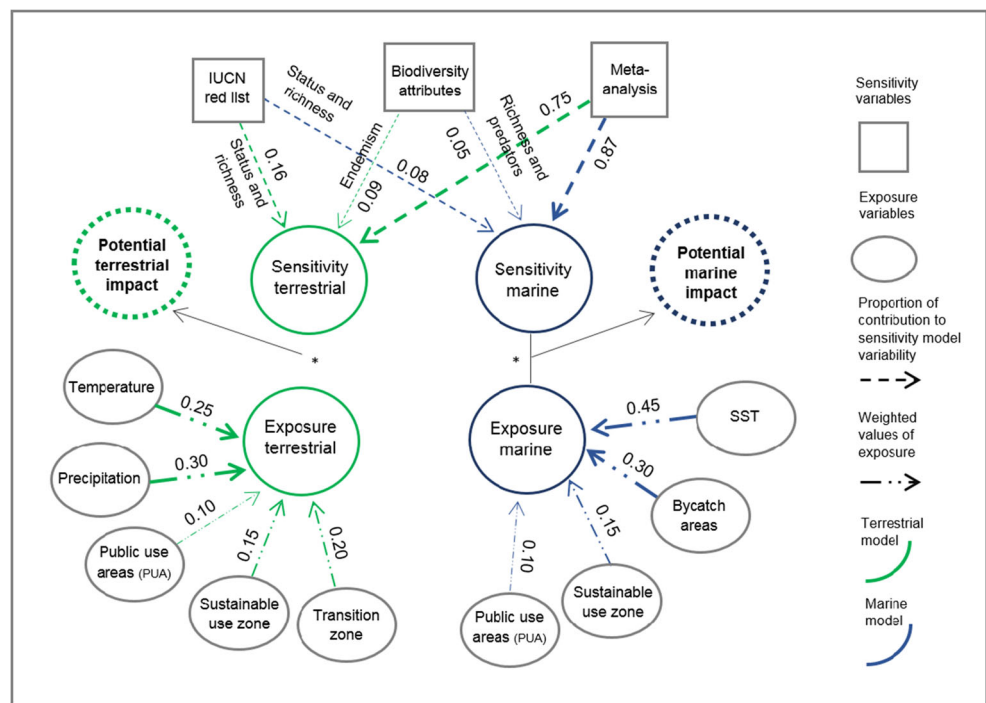 IUCN
red list
Biodiversity
attributes
Meta-
analysis
Status and
richness
0.16
Status and
richness
0.08
Endemism
0.09
0.05
Richness and
predators
0.75
0.87
Potential
terrestrial
impact
Sensitivity
terrestrial
Sensitivity
marine
Potential
marine
impact
*
*
Temperature
0.25
Precipitation
0.30
Public use
areas (PUA)
0.10
Sustainable
use zone
0.15
Transition
zone
0.20
Exposure
terrestrial
Exposure
marine
0.45
SST
0.30
Bycatch
areas
0.15
Sustainable
use zone
0.10
Public use
areas (PUA)
Sensitivity
variables
Exposure
variables
Proportion of
contribution to
sensitivity model
variability
Weighted
values of
exposure
Terrestrial
model
Marine
model